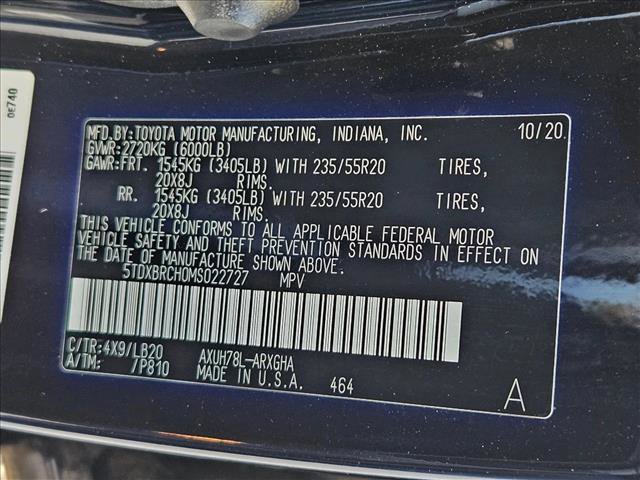 0E740
MFD.BY:TOYOTA MOTOR MANUFACTURING, INDIANA, INC. 10/20
GVWR:2720KG (6000LB)
GAWR:FRT. 1545KG (3405LB) WITH 235/55R20 TIRES,
20X8J RIMS.
RR. 1545KG (3405LB) WITH 235/55R20 TIRES,
20X8J RIMS.
THIS VEHICLE CONFORMS TO ALL APPLICABLE FEDERAL MOTOR
VEHICLE SAFETY AND THEFT PREVENTION STANDARDS IN EFFECT ON
THE DATE OF MANUFACTURE SHOWN ABOVE.
5TDXBRCH0MS022727 MPV
C/TR:4X9/LB20 AXUH78L-ARXGHA
A/TM: /P810 MADE IN U.S.A. 464
A